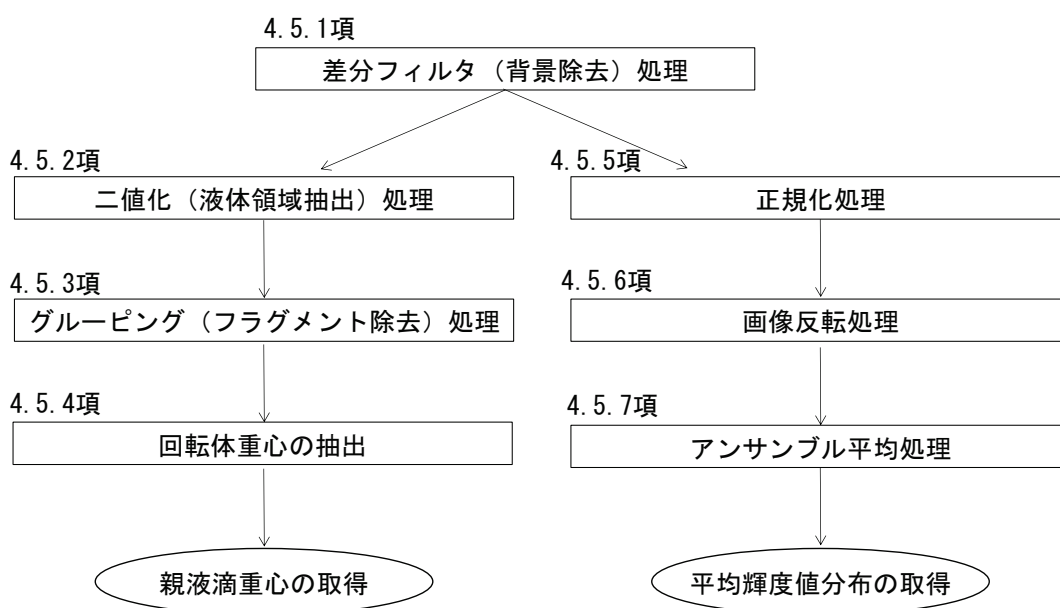 4.5.1項
差分フィルタ（背景除去）処理
4.5.2項
二値化（液体領域抽出）処理
4.5.3項
グルーピング（フラグメント除去）処理
4.5.4項
回転体重心の抽出
親液滴重心の取得
4.5.5項
正規化処理
4.5.6項
画像反転処理
4.5.7項
アンサンブル平均処理
平均輝度値分布の取得